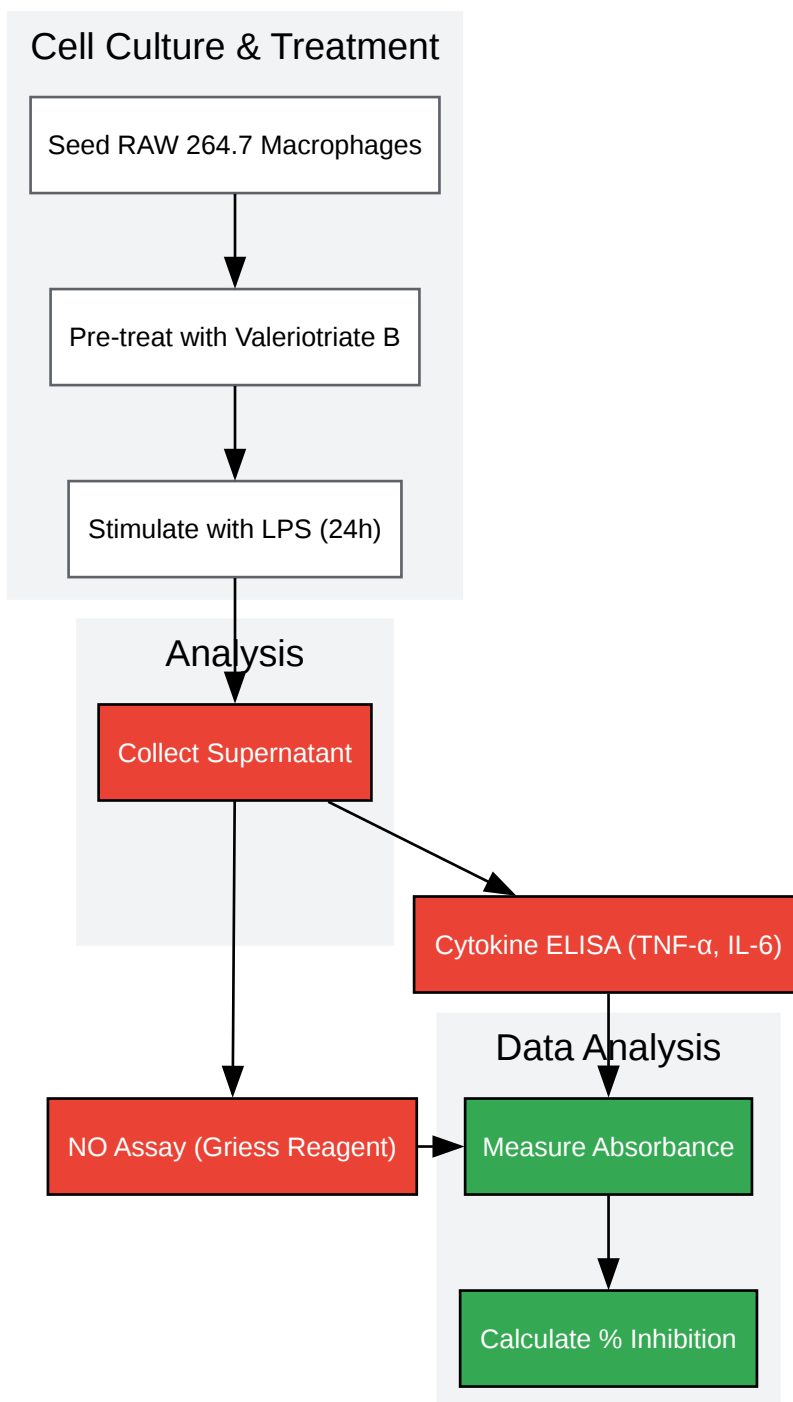 Cell Culture & Treatment
Seed RAW 264.7 Macrophages
Pre-treat with Valeriotriate B
Stimulate with LPS (24h)
Analysis
Collect Supernatant
Cytokine ELISA (TNF-α, IL-6)
Data Analysis
NO Assay (Griess Reagent)
Measure Absorbance
Calculate % Inhibition